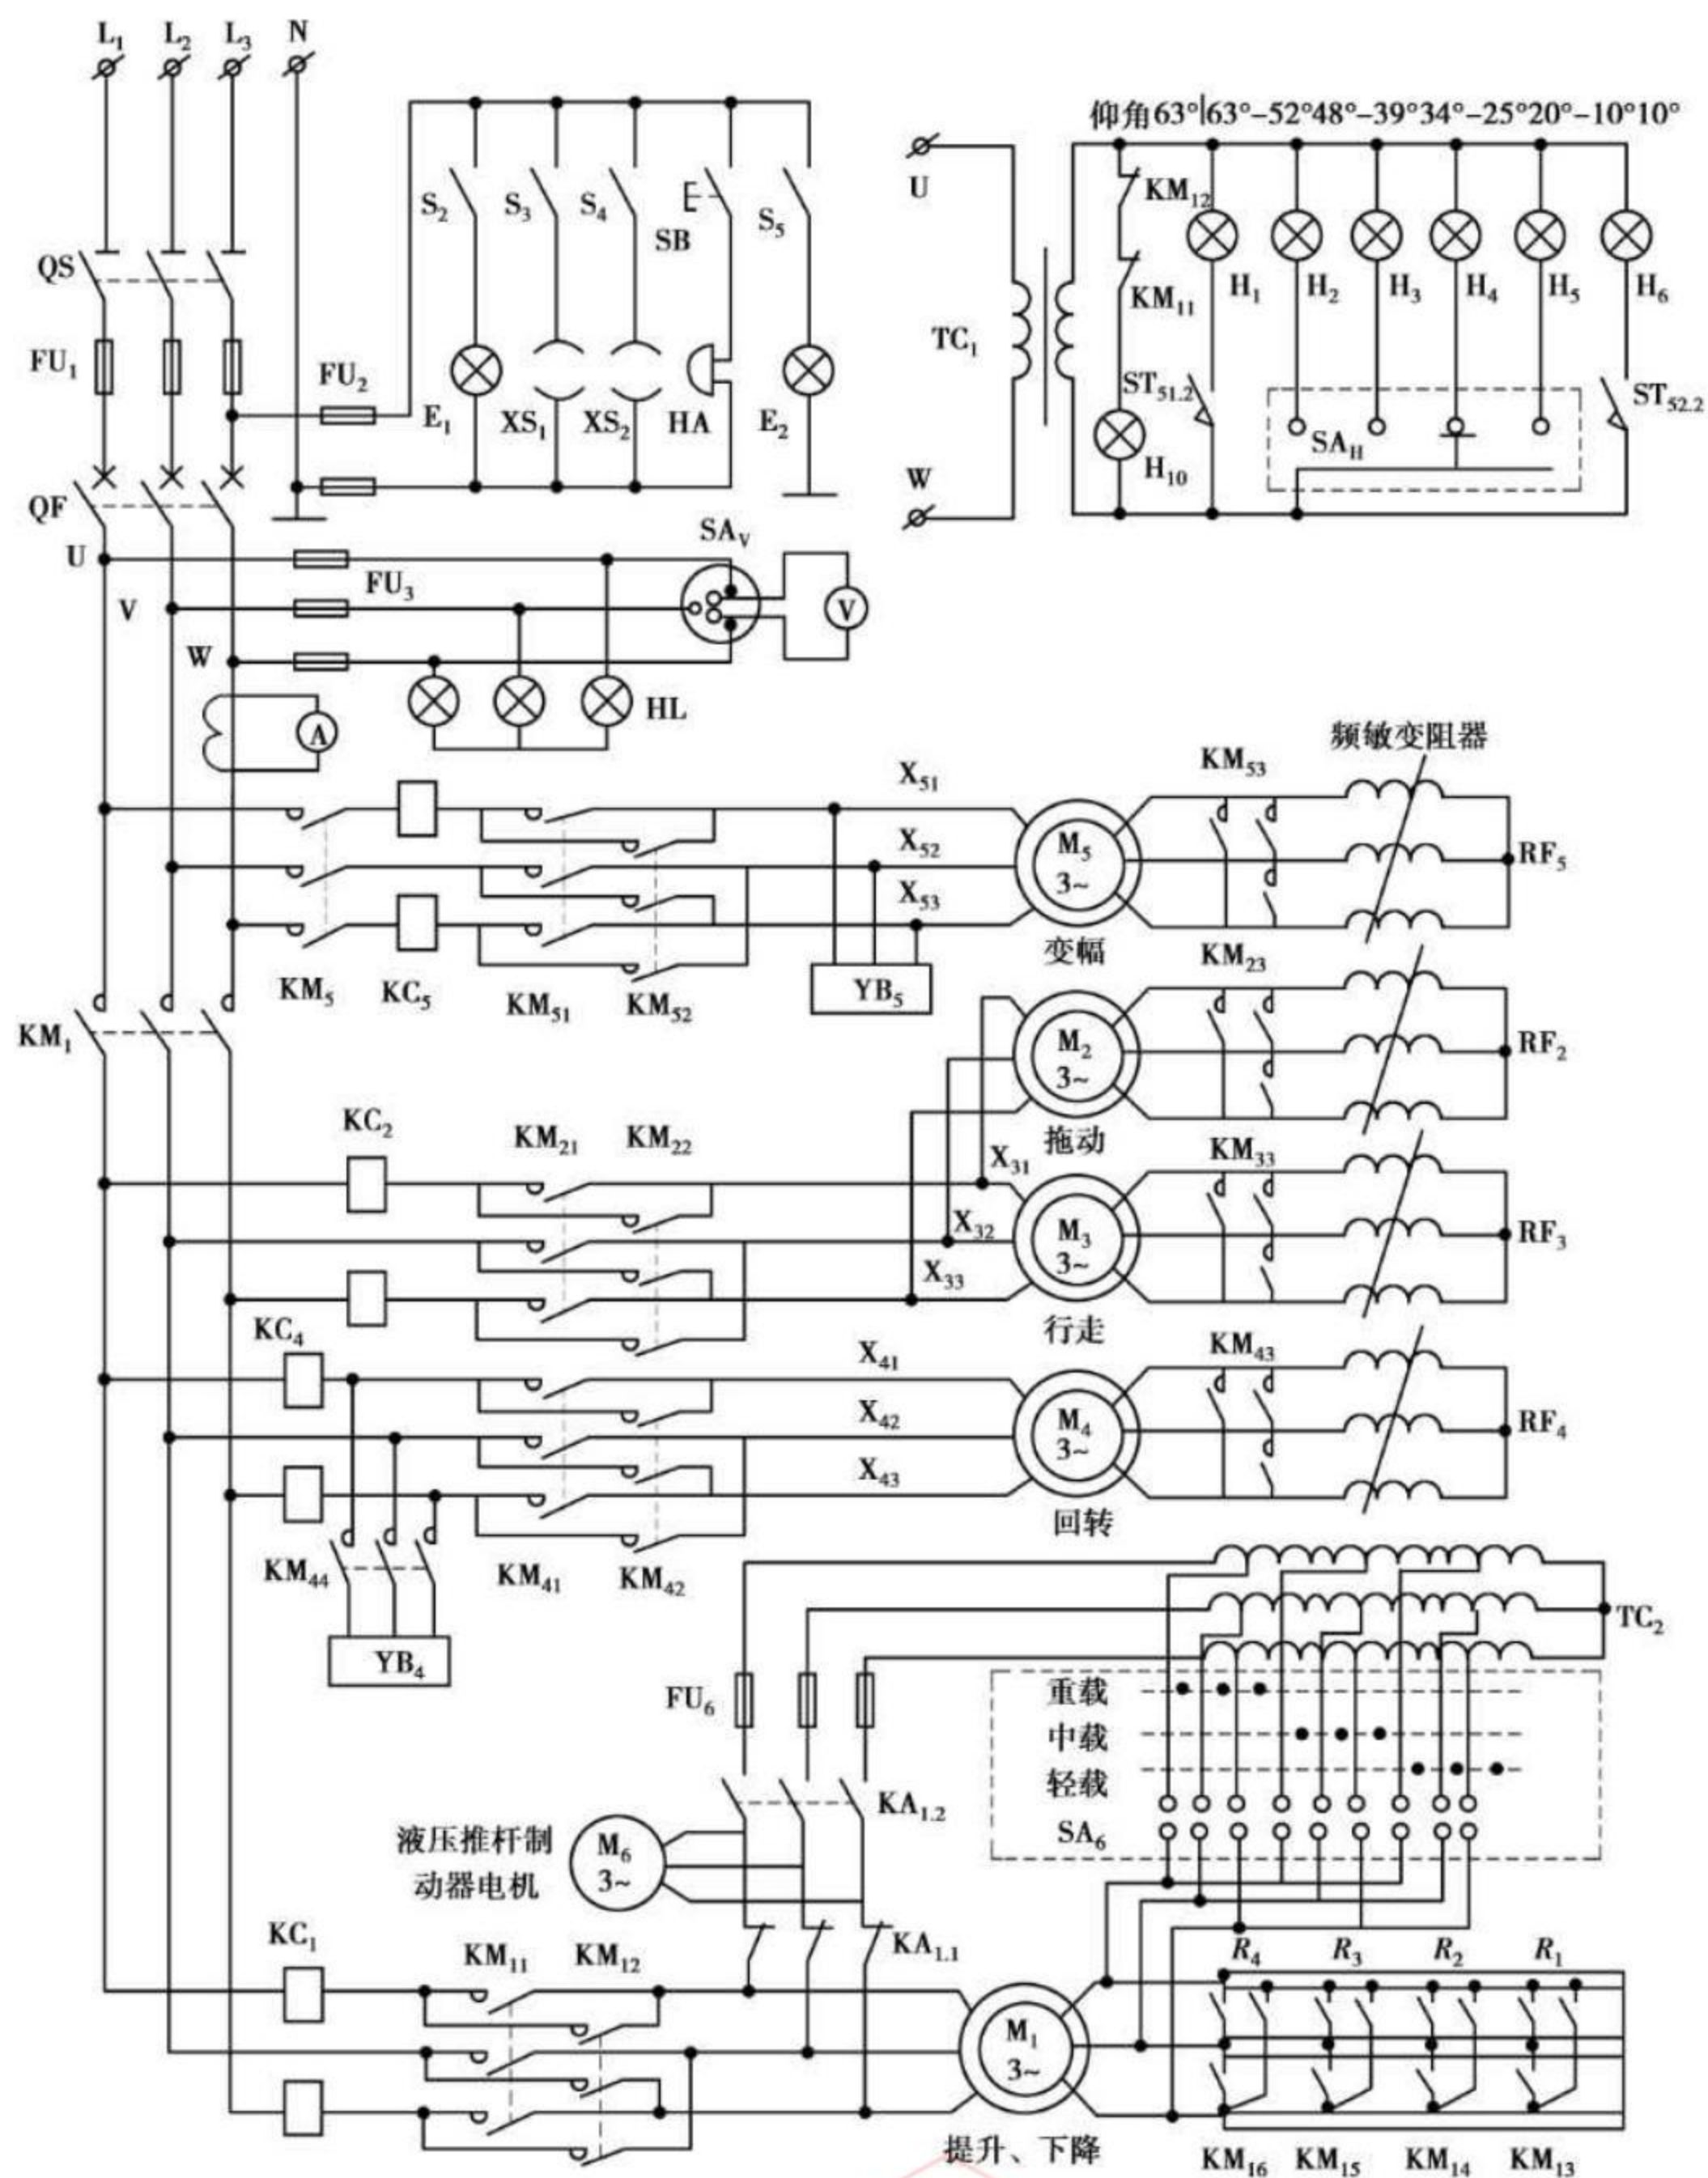 L₁ L₂ L₃ N
仰角63°|63°-52°48°-39°34°-25°20°-10°10°
U
KM₁₂
S₂ S₃ S₄ SB S₅
QS
KM₁₁ H₁ H₂ H₃ H₄ H₅ H₆
FU₁ FU₂ TC₁
E₁ XS₁ XS₂ HA E₂
ST₅₁.₂ SA_H ST₅₂.₂
W H₁₀
QF
SA_V
U
FU₃
V V
W
HL
A
频敏变阻器
X₅₁ KM₅₃
M₅
3~
X₅₂ RF₅
X₅₃
变幅
KM₅ KC₅ KM₅₁ KM₅₂ YB₅ KM₂₃
KM₁ M₂
3~
RF₂
拖动
KC₂ KM₂₁ KM₂₂ X₃₁ KM₃₃
X₃₂ M₃
3~
RF₃
X₃₃
行走
KC₄ X₄₁ KM₄₃
X₄₂ M₄
3~
RF₄
X₄₃
回转
KM₄₄ KM₄₁ KM₄₂
YB₄
TC₂
FU₆ 重载
中载
轻载
SA₆
KA₁.₂
液压推杆制
动器电机
M₆
3~
KC₁ KM₁₁ KM₁₂ KA₁.₁ R₄ R₃ R₂ R₁
M₁
3~
提升、下降 KM₁₆ KM₁₅ KM₁₄ KM₁₃